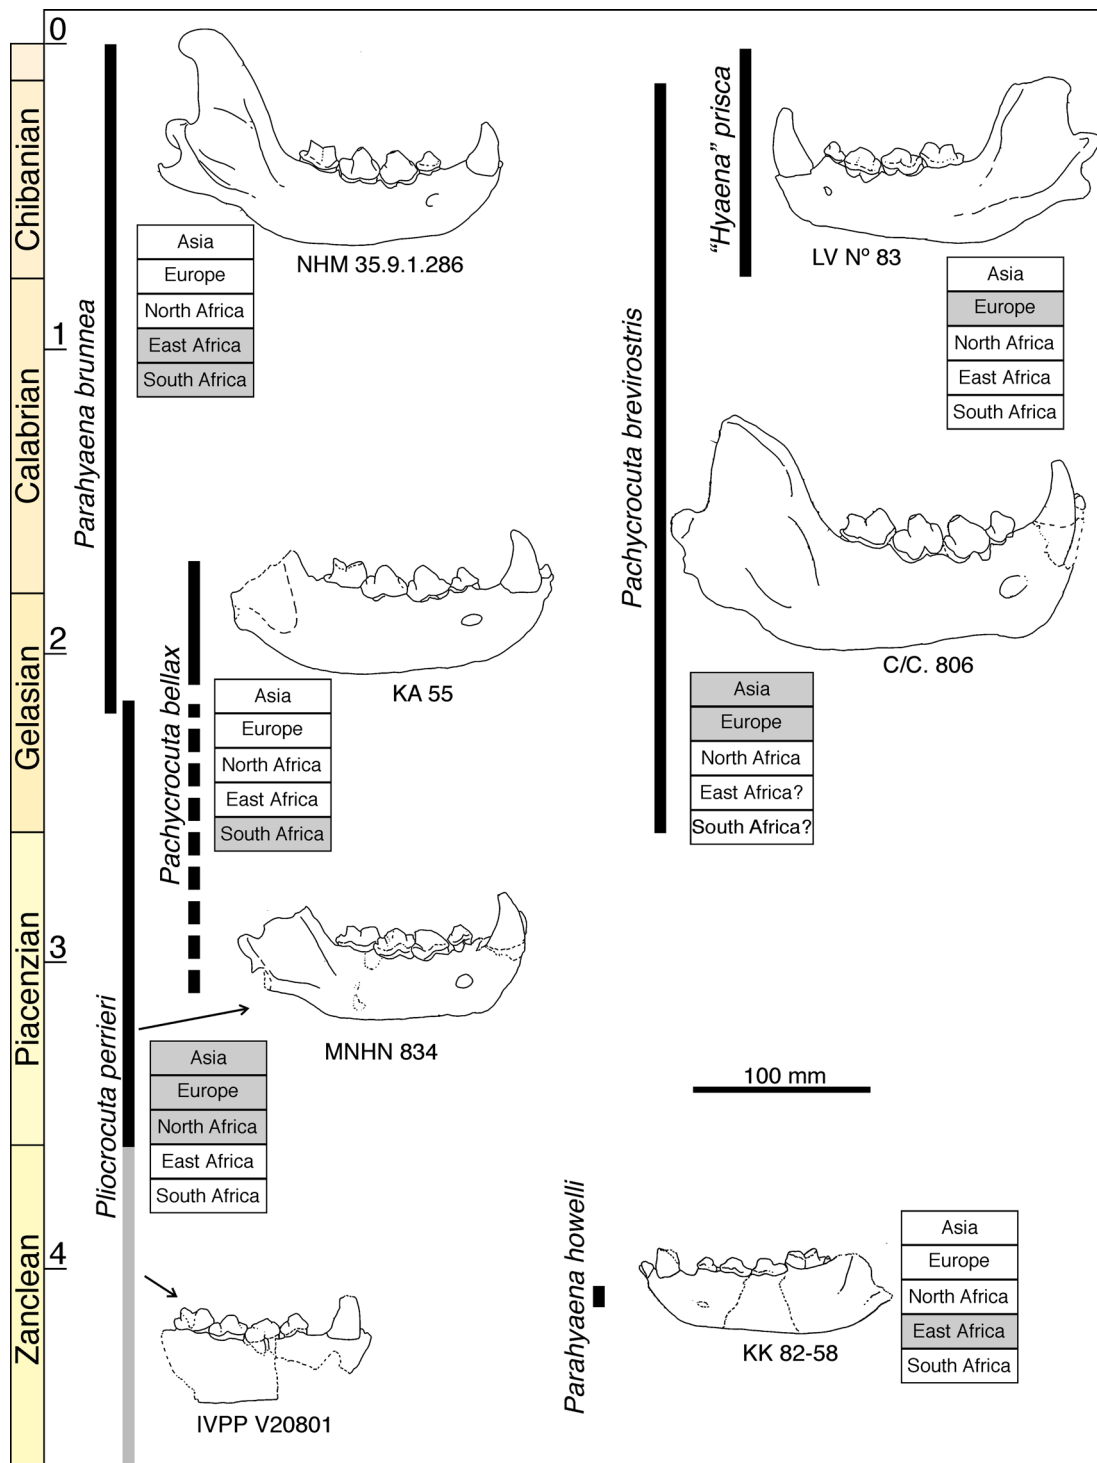 0
Chibanian
Parahyaena brunnea
NHM 35.9.1.286
Asia
Europe
North Africa
East Africa
South Africa
"Hyaena" prisca
LV Nº 83
Asia
Europe
North Africa
East Africa
South Africa
1
Calabrian
Pachycrocuta brevirostris
C/C. 806
Asia
Europe
North Africa
East Africa?
South Africa?
2
Gelasian
Pachycrocuta bellax
KA 55
Asia
Europe
North Africa
East Africa
South Africa
3
Piacenzian
Pliocrocuta perrieri
MNHN 834
Asia
Europe
North Africa
East Africa
South Africa
100 mm
4
Zanclean
IVPP V20801
Parahyaena howelli
KK 82-58
Asia
Europe
North Africa
East Africa
South Africa